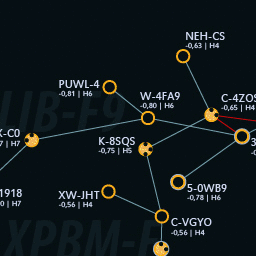 NEH-CS
-0,63 | H4
PUWL-4
-0,81 | H6
W-4FA9
-0,80 | H6
C-4ZOS
-0,65 | H4
X-C0
7 | H7
K-8SQS
-0,75 | H5
3
1918
0 | H7
XW-JHT
-0,56 | H4
5-0WB9
-0,78 | H6
C-VGYO
-0,56 | H4